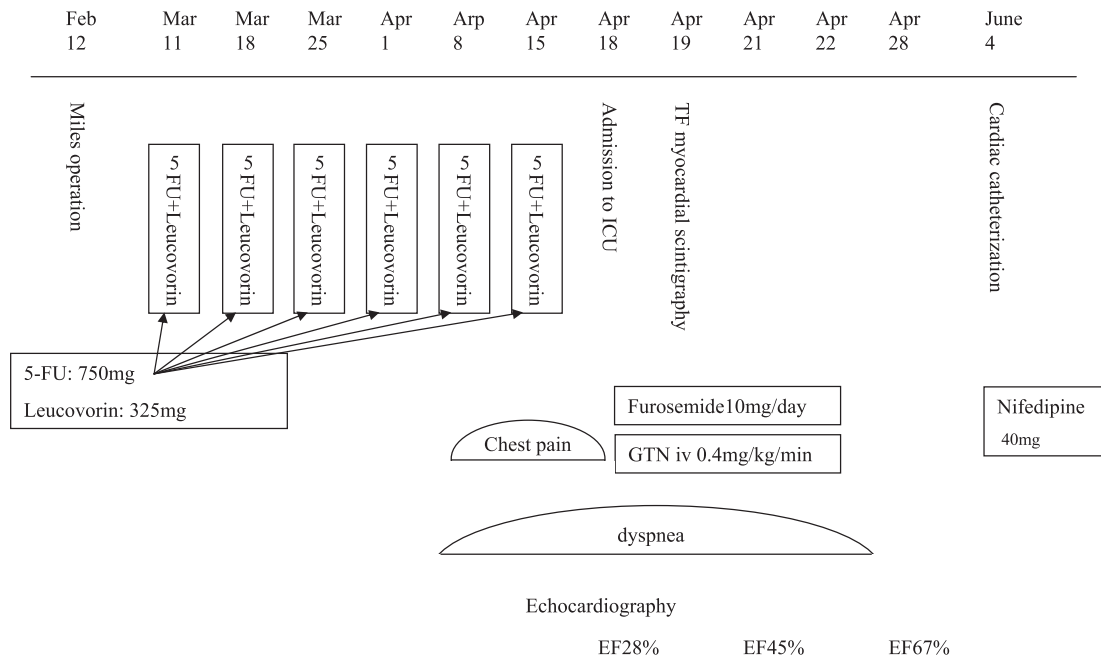 Feb Mar Mar Mar Apr Arp Apr Apr Apr Apr Apr Apr June
12 11 18 25 1 8 15 18 19 21 22 28 4
Miles operation
5 FU+Leucovorin
5 FU+Leucovorin
5 FU+Leucovorin
5 FU+Leucovorin
5 FU+Leucovorin
5 FU+Leucovorin
Admission to ICU
TF myocardial scintigraphy
Cardiac catheterization
5-FU: 750mg
Leucovorin: 325mg
Furosemide10mg/day
Nifedipine
40mg
Chest pain
GTN iv 0.4mg/kg/min
dyspnea
Echocardiography
EF28% EF45% EF67%